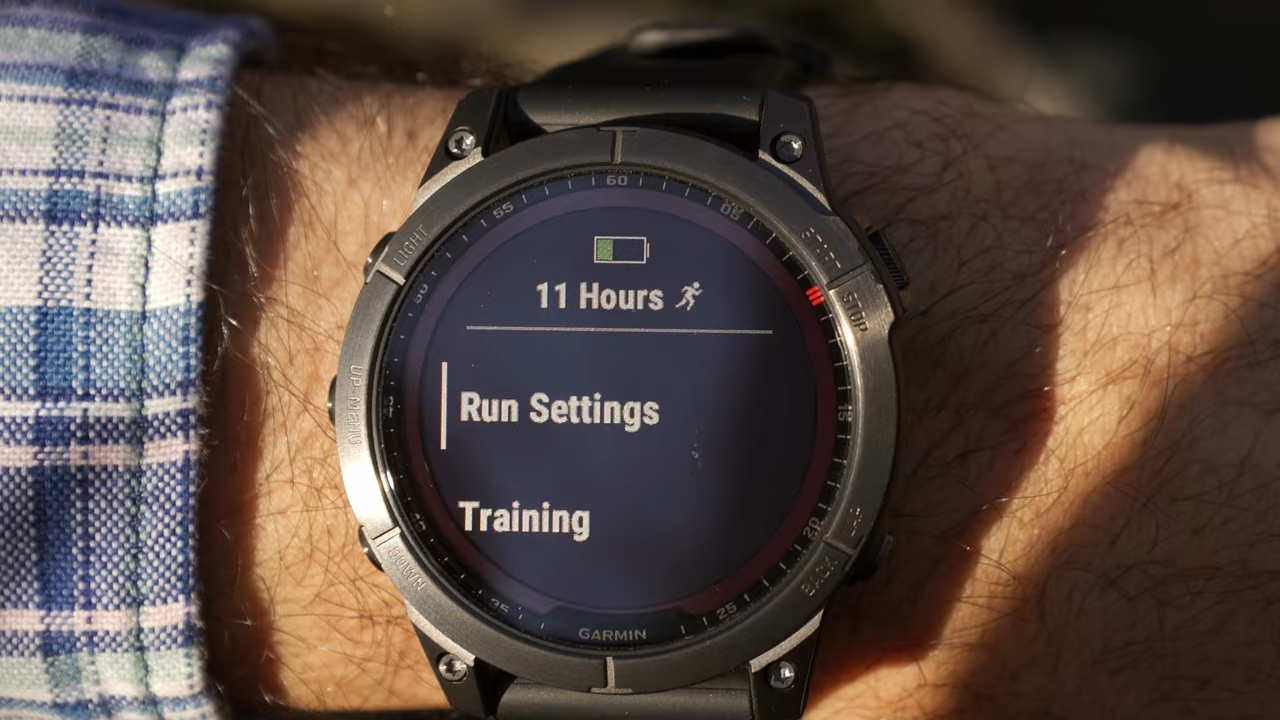 60
05
15
20
25
GARMIN
35
55
LIGHT
UP·MENU
DOWN
START
STOP
LAP
BACK
11 Hours
Run Settings
Training